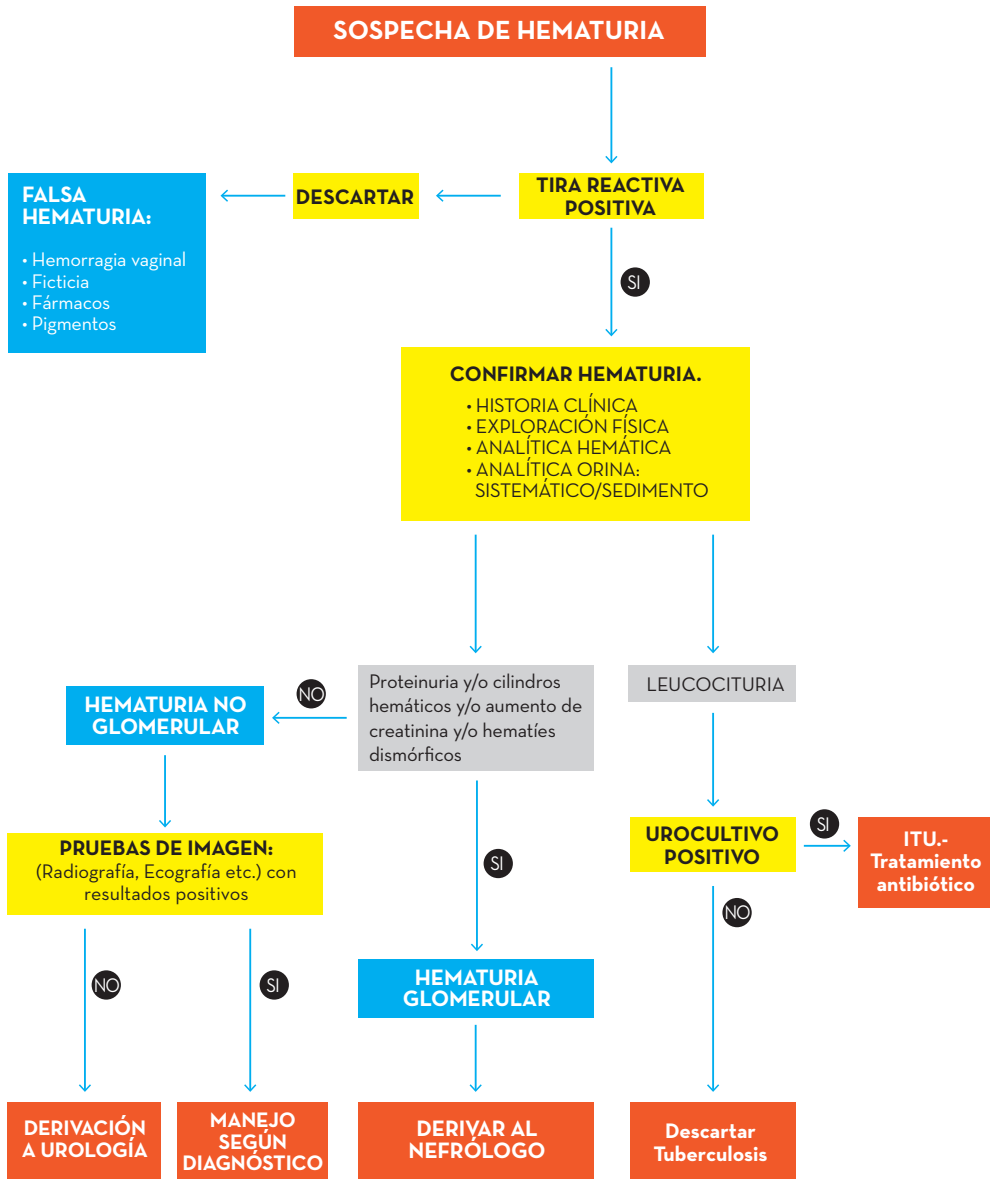 SOSPECHA DE HEMATURIA
FALSA
HEMATURIA:
• Hemorragia vaginal
• Ficticia
• Fármacos
• Pigmentos
DESCARTAR
TIRA REACTIVA
POSITIVA
SI
CONFIRMAR HEMATURIA.
• HISTORIA CLÍNICA
• EXPLORACIÓN FÍSICA
• ANALÍTICA HEMÁTICA
• ANALÍTICA ORINA:
SISTEMÁTICO/SEDIMENTO
HEMATURIA NO
GLOMERULAR
NO
Proteinuria y/o cilindros
hemáticos y/o aumento de
creatinina y/o hematíes
dismórficos
LEUCOCITURIA
PRUEBAS DE IMAGEN:
(Radiografía, Ecografía etc.) con
resultados positivos
SI
UROCULTIVO
POSITIVO
SI
ITU.-
Tratamiento
antibiótico
NO
NO
SI
HEMATURIA
GLOMERULAR
DERIVACIÓN
A UROLOGÍA
MANEJO
SEGÚN
DIAGNÓSTICO
DERIVAR AL
NEFRÓLOGO
Descartar
Tuberculosis